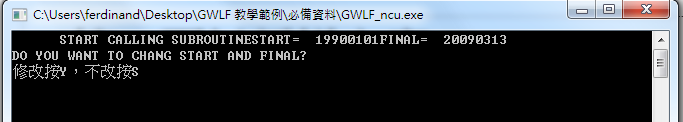 C:\Users\ferdinand\Desktop\GWLF 教學範例\必備資料\GWLF_ncu.exe
START CALLING SUBROUTINESTART=  19900101FINAL=  20090313
DO YOU WANT TO CHANG START AND FINAL?
修改按Y，不改按S